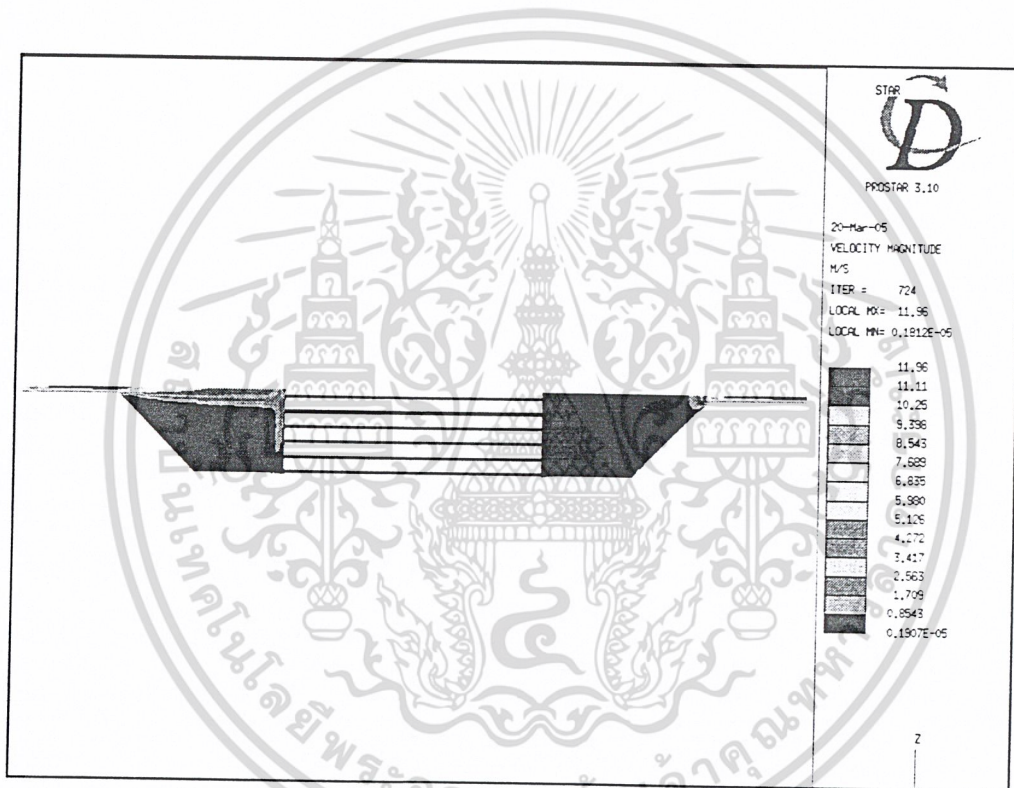 STAR
D
PROSTAR 3.10
20-Mar-05
VELOCITY MAGNITUDE
M/S
ITER = 724
LOCAL MX= 11.96
LOCAL MN= 0.1812E-05
11.96
11.11
10.25
9.398
8.543
7.689
6.835
5.980
5.126
4.272
3.417
2.563
1.709
0.8543
0.1907E-05
Z